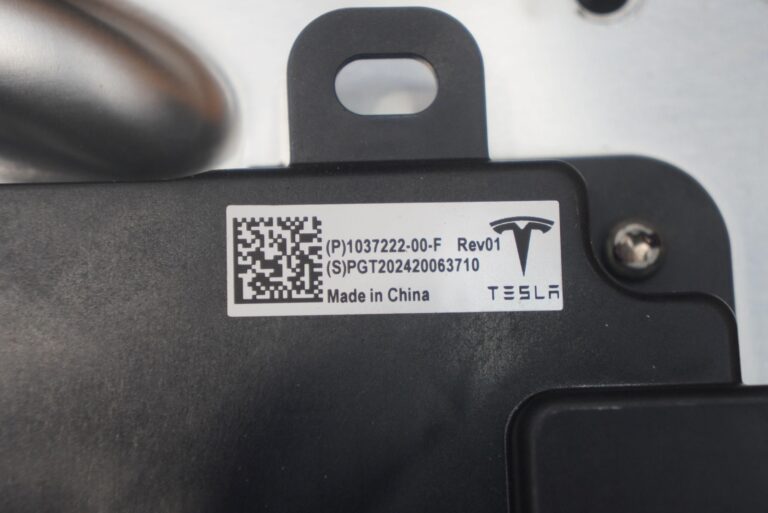 (P)1037222-00-F Rev01
(S)PGT202420063710
Made in China
TESLA